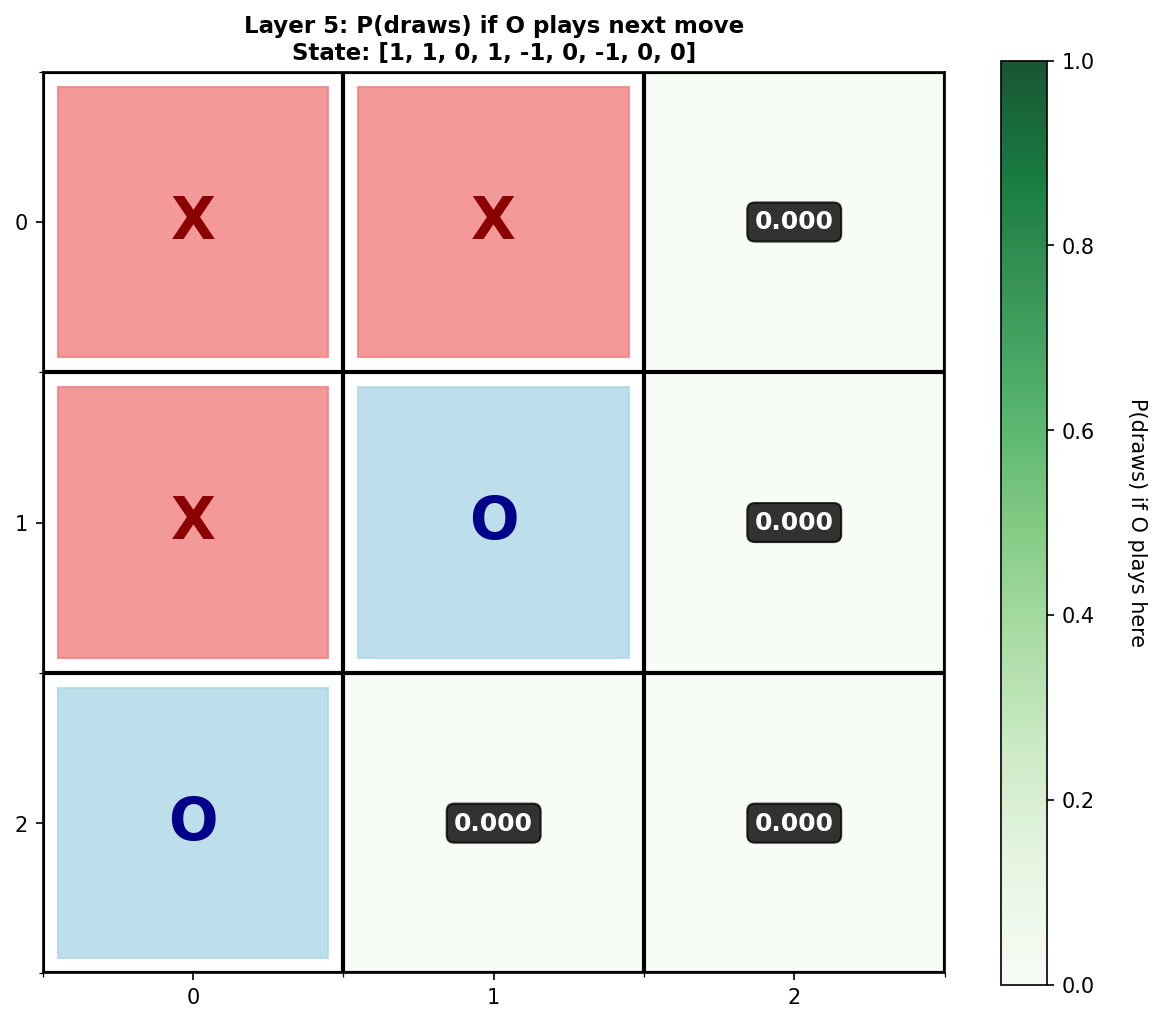 Layer 5: P(draws) if O plays next move
State: [1, 1, 0, 1, -1, 0, -1, 0, 0]
0
X
X
0.000
1
X
O
0.000
2
O
0.000
0.000
0
1
2
1.0
0.8
0.6
0.4
0.2
0.0
P(draws) if O plays here